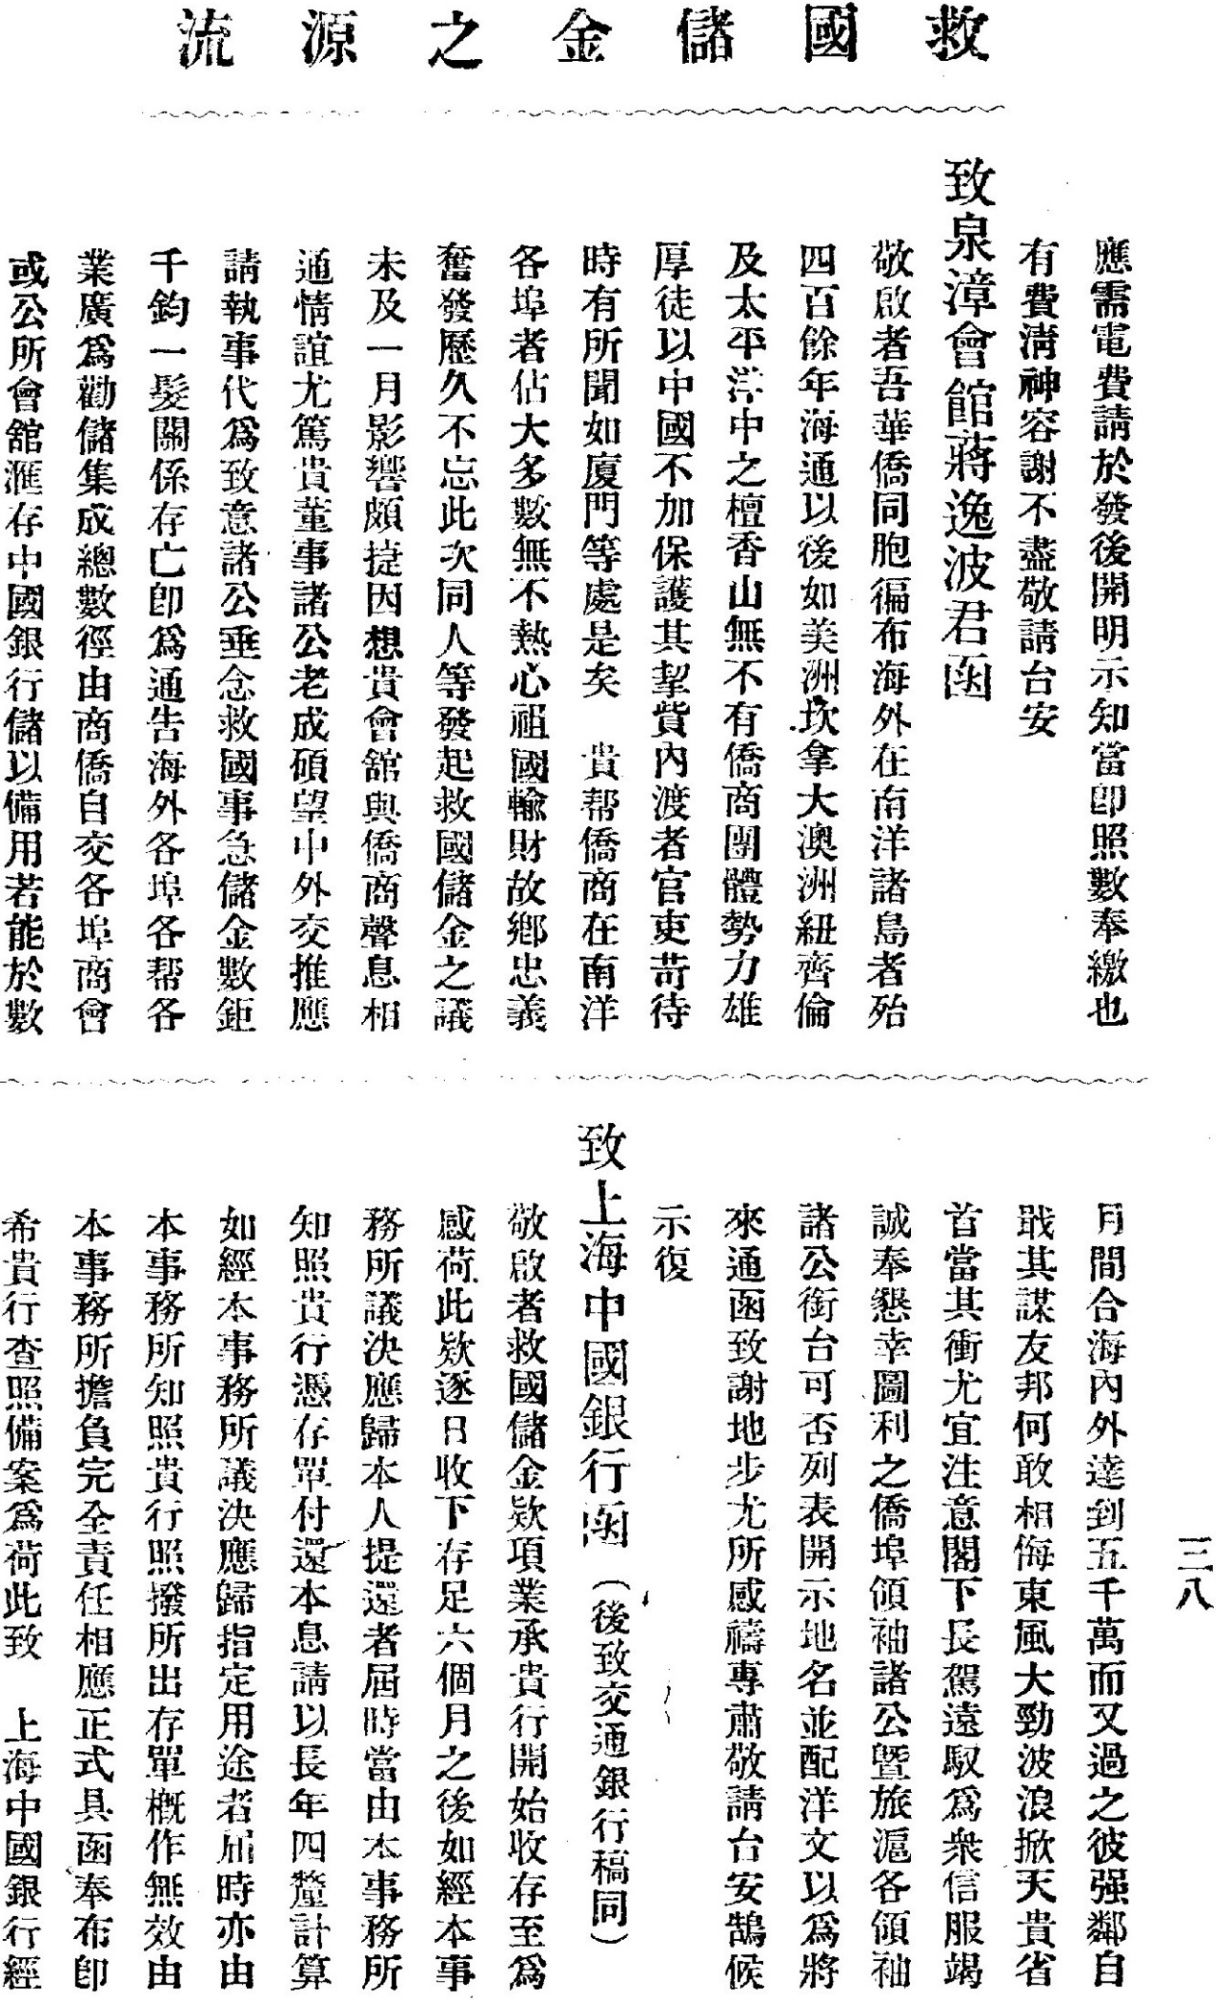 救國儲金之源流
應需電費請於發後開明示知當卽照數奉繳也
有費淸神容謝不盡敬請台安
致泉漳會館蔣逸波君函
敬啟者吾華僑同胞徧布海外在南洋諸島者殆
四百餘年海通以後如美洲坎拿大澳洲紐齊倫
及太平洋中之檀香山無不有僑商團體勢力雄
厚徒以中國不加保護其挈貲內渡者官吏苛待
時有所聞如廈門等處是矣　貴帮僑商在南洋
各埠者佔大多數無不熱心祖國輸財故鄉忠義
奮發歷久不忘此次同人等發起救國儲金之議
未及一月影響頗捷因想貴會舘與僑商聲息相
通情誼尤篤貴董事諸公老成碩望中外交推應
請執事代爲致意諸公垂念救國事急儲金數鉅
千鈞一髮關係存亡卽爲通告海外各埠各帮各
業廣爲勸儲集成總數徑由商僑自交各埠商會
或公所會舘滙存中國銀行儲以備用若能於數
三八
月間合海內外達到五千萬而又過之彼强鄰自
戢其謀友邦何敢相侮東風大勁波浪掀天貴省
首當其衝尤宜注意閣下長駕遠馭爲衆信服竭
誠奉懇幸圖利之僑埠領袖諸公曁旅滬各領袖
諸公銜台可否列表開示地名並配洋文以爲將
來通函致謝地步尤所感禱專肅敬請台安鵠候
示復
致上海中國銀行函（後致交通銀行稿同）
敬啟者救國儲金欵項業承貴行開始收存至爲
感荷此欵逐日收下存足六個月之後如經本事
務所議決應歸本人提還者屆時當由本事務所
知照貴行憑存單付還本息請以長年四釐計算
如經本事務所議決應歸指定用途者屆時亦由
本事務所知照貴行照撥所出存單槪作無效由
本事務所擔負完全責任相應正式具函奉布卽
希貴行查照備案爲荷此致　上海中國銀行經